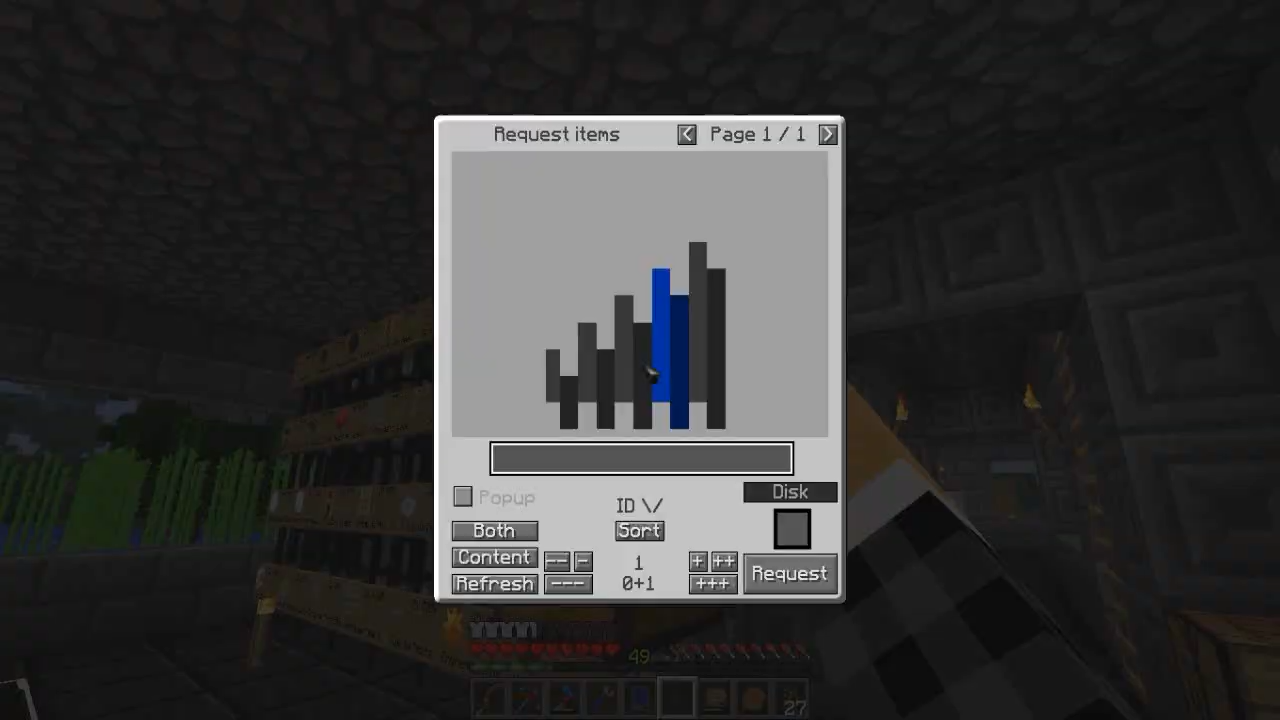 Request items < Page 1 / 1 >
Popup
ID \/
Disk
Both
Sort
Content
-- -
1
+ ++
Request
Refresh
---
0+1
+++
49
27